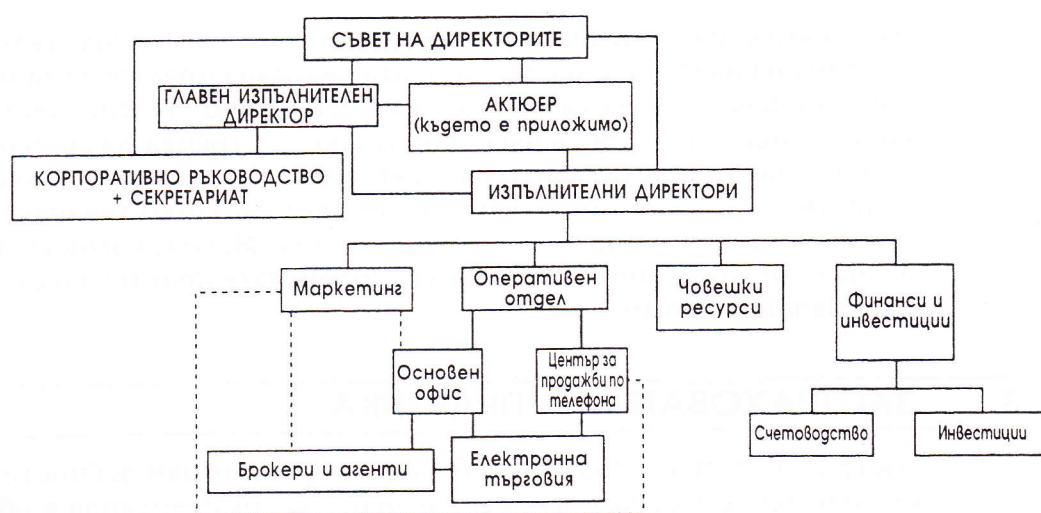 СЪВЕТ НА ДИРЕКТОРИТЕ
ГЛАВЕН ИЗПЪЛНИТЕЛЕН
ДИРЕКТОР
АКТЮЕР
(където е приложимо)
КОРПОРАТИВНО РЪКОВОДСТВО
+ СЕКРЕТАРИАТ
ИЗПЪЛНИТЕЛНИ ДИРЕКТОРИ
Маркетинг
Оперативен
отдел
Човешки
ресурси
Финанси и
инвестиции
Основен
офис
Център за
продажби по
телефона
Счетоводство
Инвестиции
Брокери и агенти
Електронна
търговия